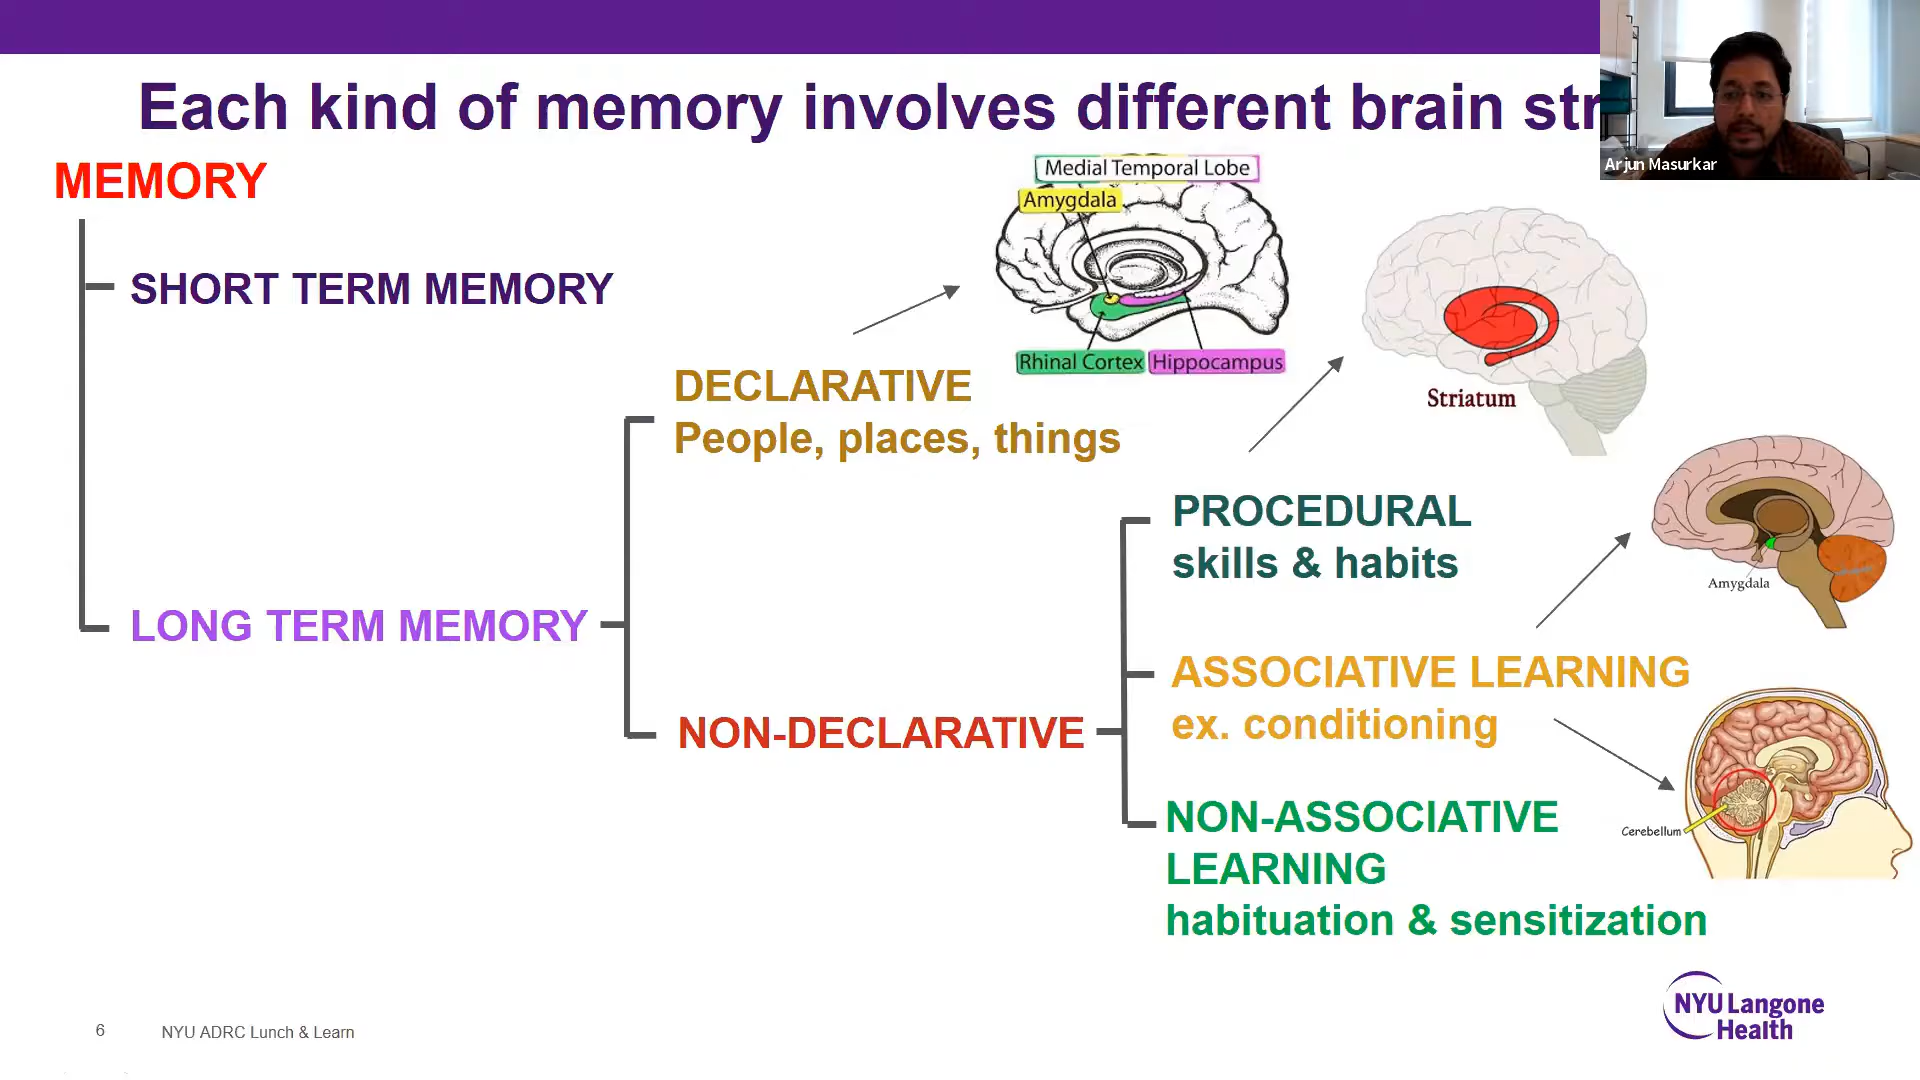 Each kind of memory involves different brain str
Arjun Masurkar
MEMORY
SHORT TERM MEMORY
LONG TERM MEMORY
DECLARATIVE
People, places, things
NON-DECLARATIVE
Medial Temporal Lobe
Amygdala
Rhinal Cortex
Hippocampus
Striatum
PROCEDURAL
skills & habits
Amygdala
ASSOCIATIVE LEARNING
ex. conditioning
Cerebellum
NON-ASSOCIATIVE
LEARNING
habituation & sensitization
6
NYU ADRC Lunch & Learn
NYU Langone
Health